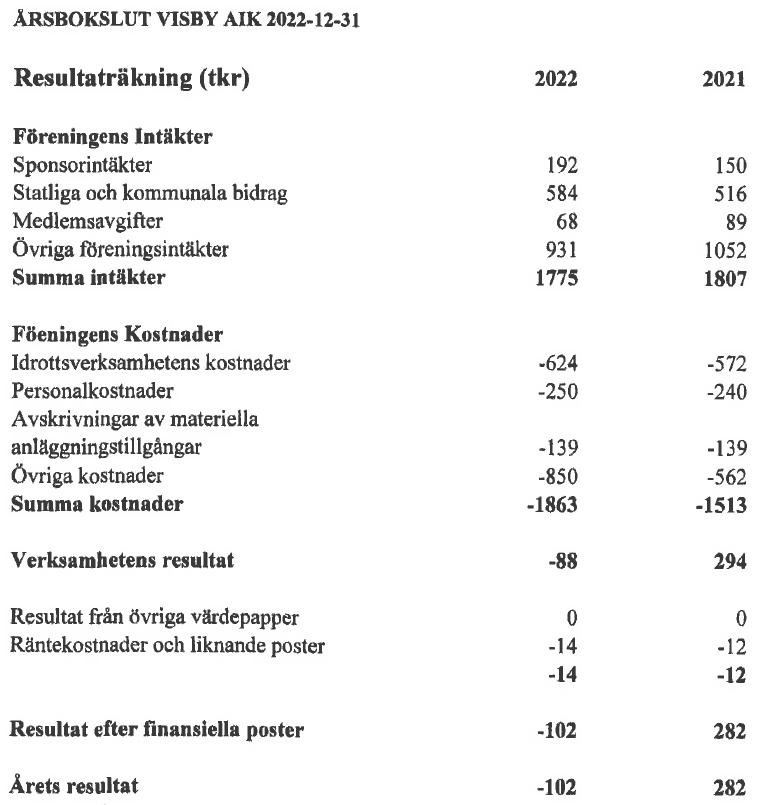 ÅRSBOKSLUT VISBY AIK 2022-12-31
Resultaträkning (tkr) 2022 2021
Föreningens Intäkter
Sponsorintäkter 192 150
Statliga och kommunala bidrag 584 516
Medlemsavgifter 68 89
Övriga föreningsintäkter 931 1052
Summa intäkter 1775 1807
Föeningens Kostnader
Idrottsverksamhetens kostnader -624 -572
Personalkostnader -250 -240
Avskrivningar av materiella
anläggningstillgångar -139 -139
Övriga kostnader -850 -562
Summa kostnader -1863 -1513
Verksamhetens resultat -88 294
Resultat från övriga värdepapper 0 0
Räntekostnader och liknande poster -14 -12
-14 -12
Resultat efter finansiella poster -102 282
Årets resultat -102 282